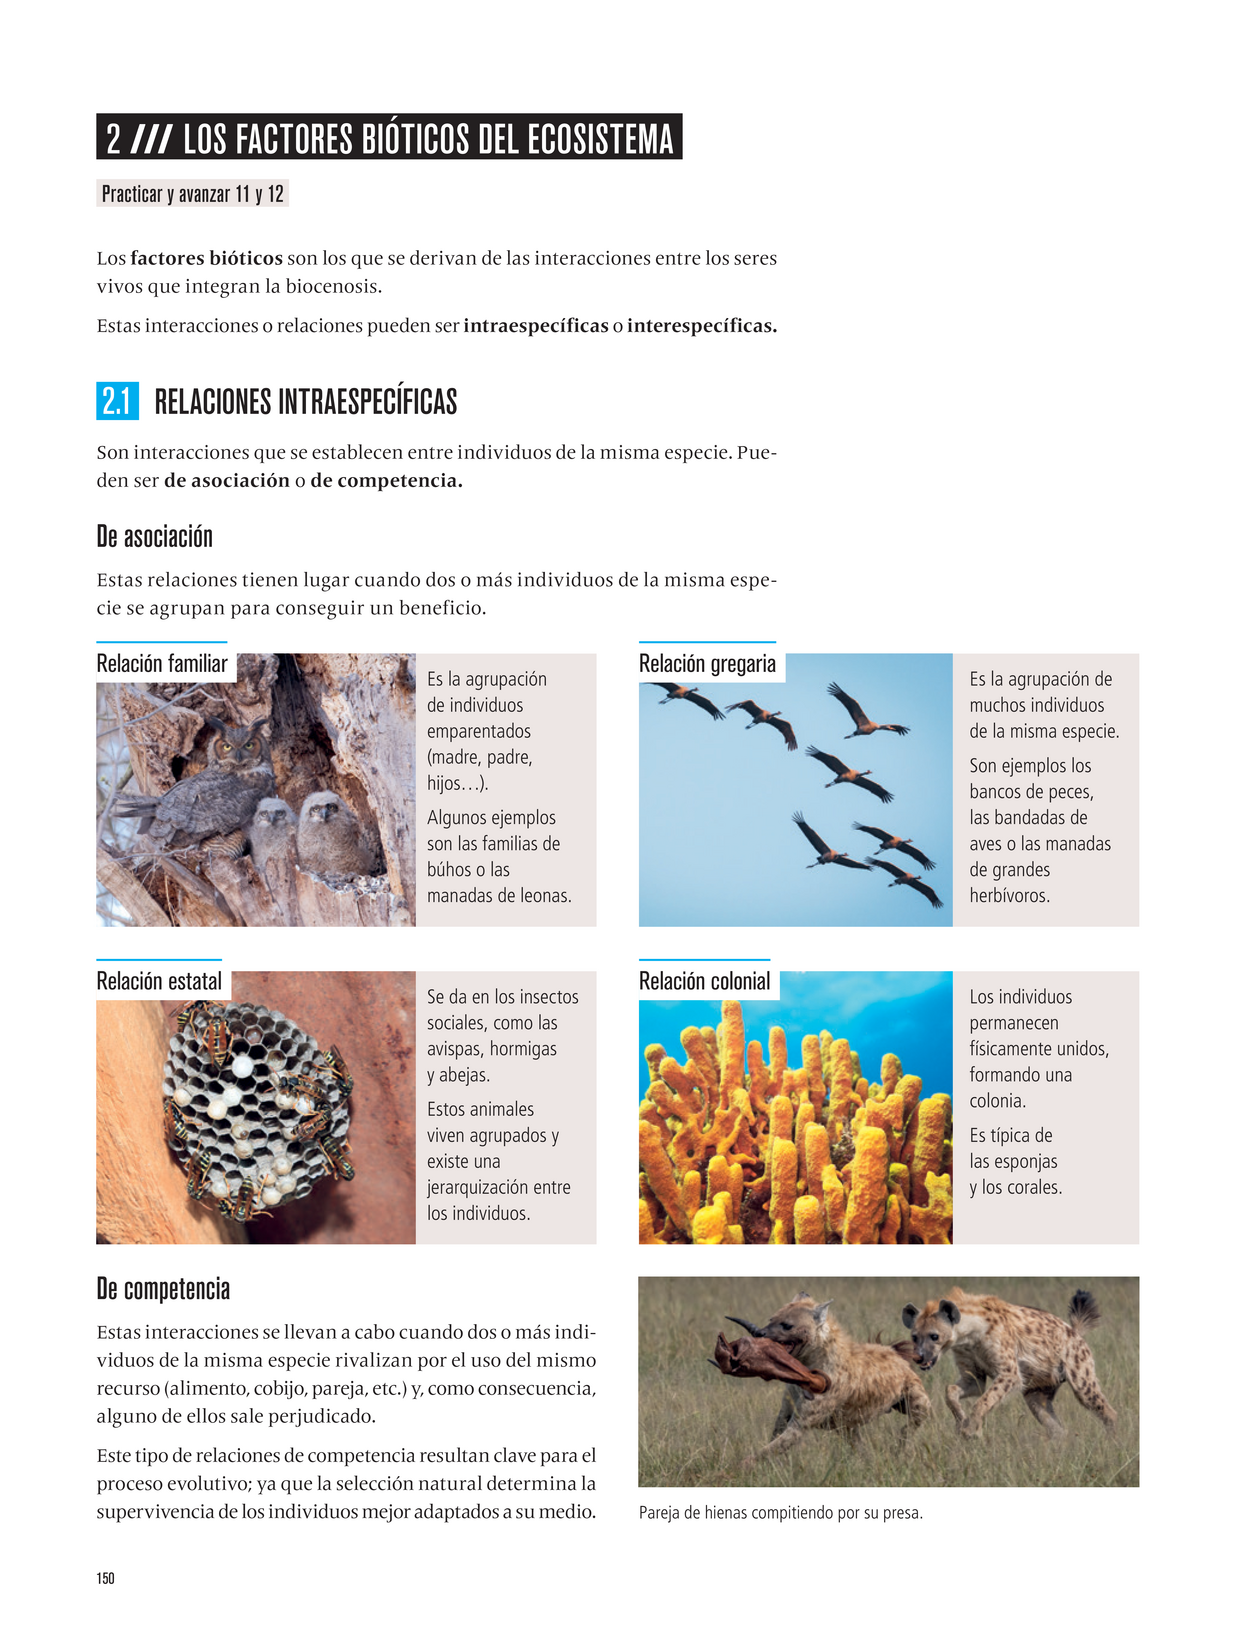 2 /// LOS FACTORES BIÓTICOS DEL ECOSISTEMA
Practicar y avanzar 11 y 12
Los factores bióticos son los que se derivan de las interacciones entre los seres
vivos que integran la biocenosis.
Estas interacciones o relaciones pueden ser intraespecíficas o interespecíficas.
2.1 RELACIONES INTRAESPECÍFICAS
Son interacciones que se establecen entre individuos de la misma especie. Pue-
den ser de asociación o de competencia.
De asociación
Estas relaciones tienen lugar cuando dos o más individuos de la misma espe-
cie se agrupan para conseguir un beneficio.
Relación familiar
Es la agrupación
de individuos
emparentados
(madre, padre,
hijos…).
Algunos ejemplos
son las familias de
búhos o las
manadas de leonas.
Relación gregaria
Es la agrupación de
muchos individuos
de la misma especie.
Son ejemplos los
bancos de peces,
las bandadas de
aves o las manadas
de grandes
herbívoros.
Relación estatal
Se da en los insectos
sociales, como las
avispas, hormigas
y abejas.
Estos animales
viven agrupados y
existe una
jerarquización entre
los individuos.
Relación colonial
Los individuos
permanecen
físicamente unidos,
formando una
colonia.
Es típica de
las esponjas
y los corales.
De competencia
Estas interacciones se llevan a cabo cuando dos o más indi-
viduos de la misma especie rivalizan por el uso del mismo
recurso (alimento, cobijo, pareja, etc.) y, como consecuencia,
alguno de ellos sale perjudicado.
Este tipo de relaciones de competencia resultan clave para el
proceso evolutivo; ya que la selección natural determina la
supervivencia de los individuos mejor adaptados a su medio.
Pareja de hienas compitiendo por su presa.
150